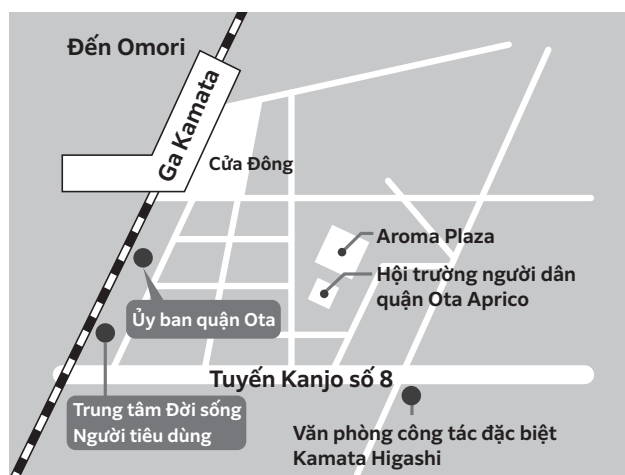 Đến Omori
Ga Kamata
Cửa Đông
Aroma Plaza
Hội trường người dân
quận Ota Aprico
Ủy ban quận Ota
Tuyến Kanjo số 8
Trung tâm Đời sống
Người tiêu dùng
Văn phòng công tác đặc biệt
Kamata Higashi